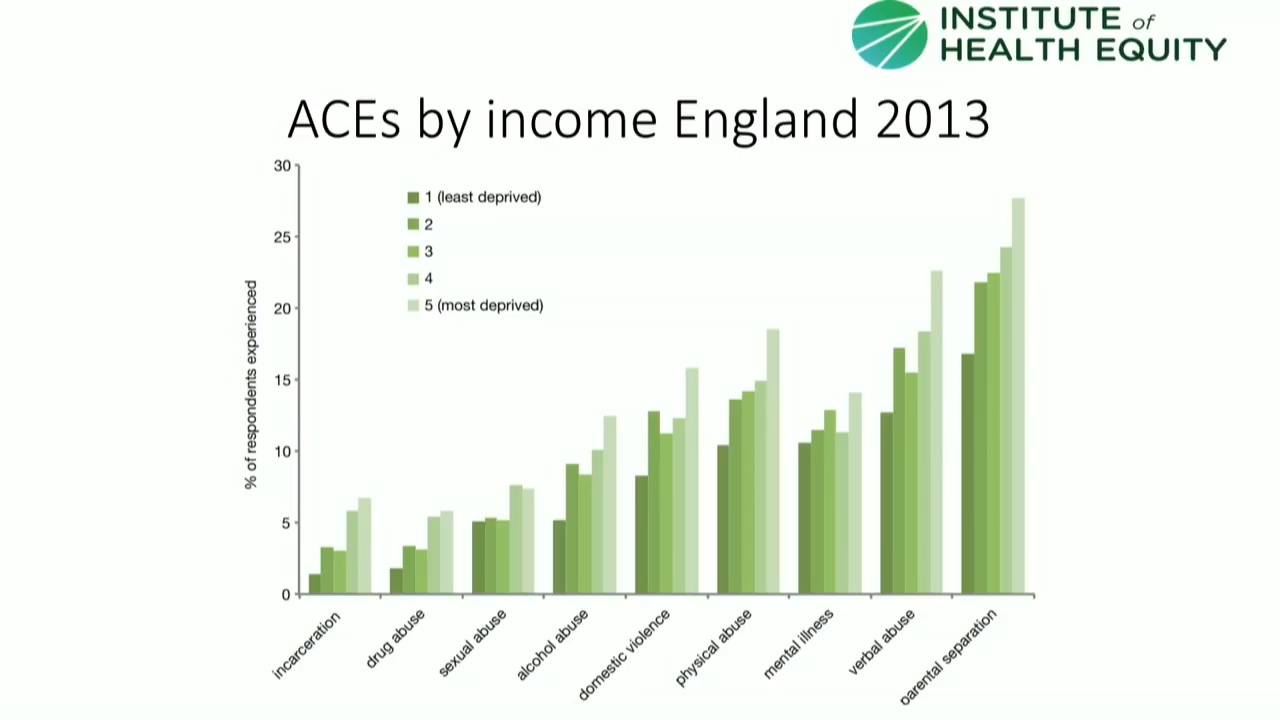 INSTITUTE of
HEALTH EQUITY
ACEs by income England 2013
30
25
20
15
10
5
0
% of respondents experienced
1 (least deprived)
2
3
4
5 (most deprived)
incarceration
drug abuse
sexual abuse
alcohol abuse
domestic violence
physical abuse
mental illness
verbal abuse
parental separation